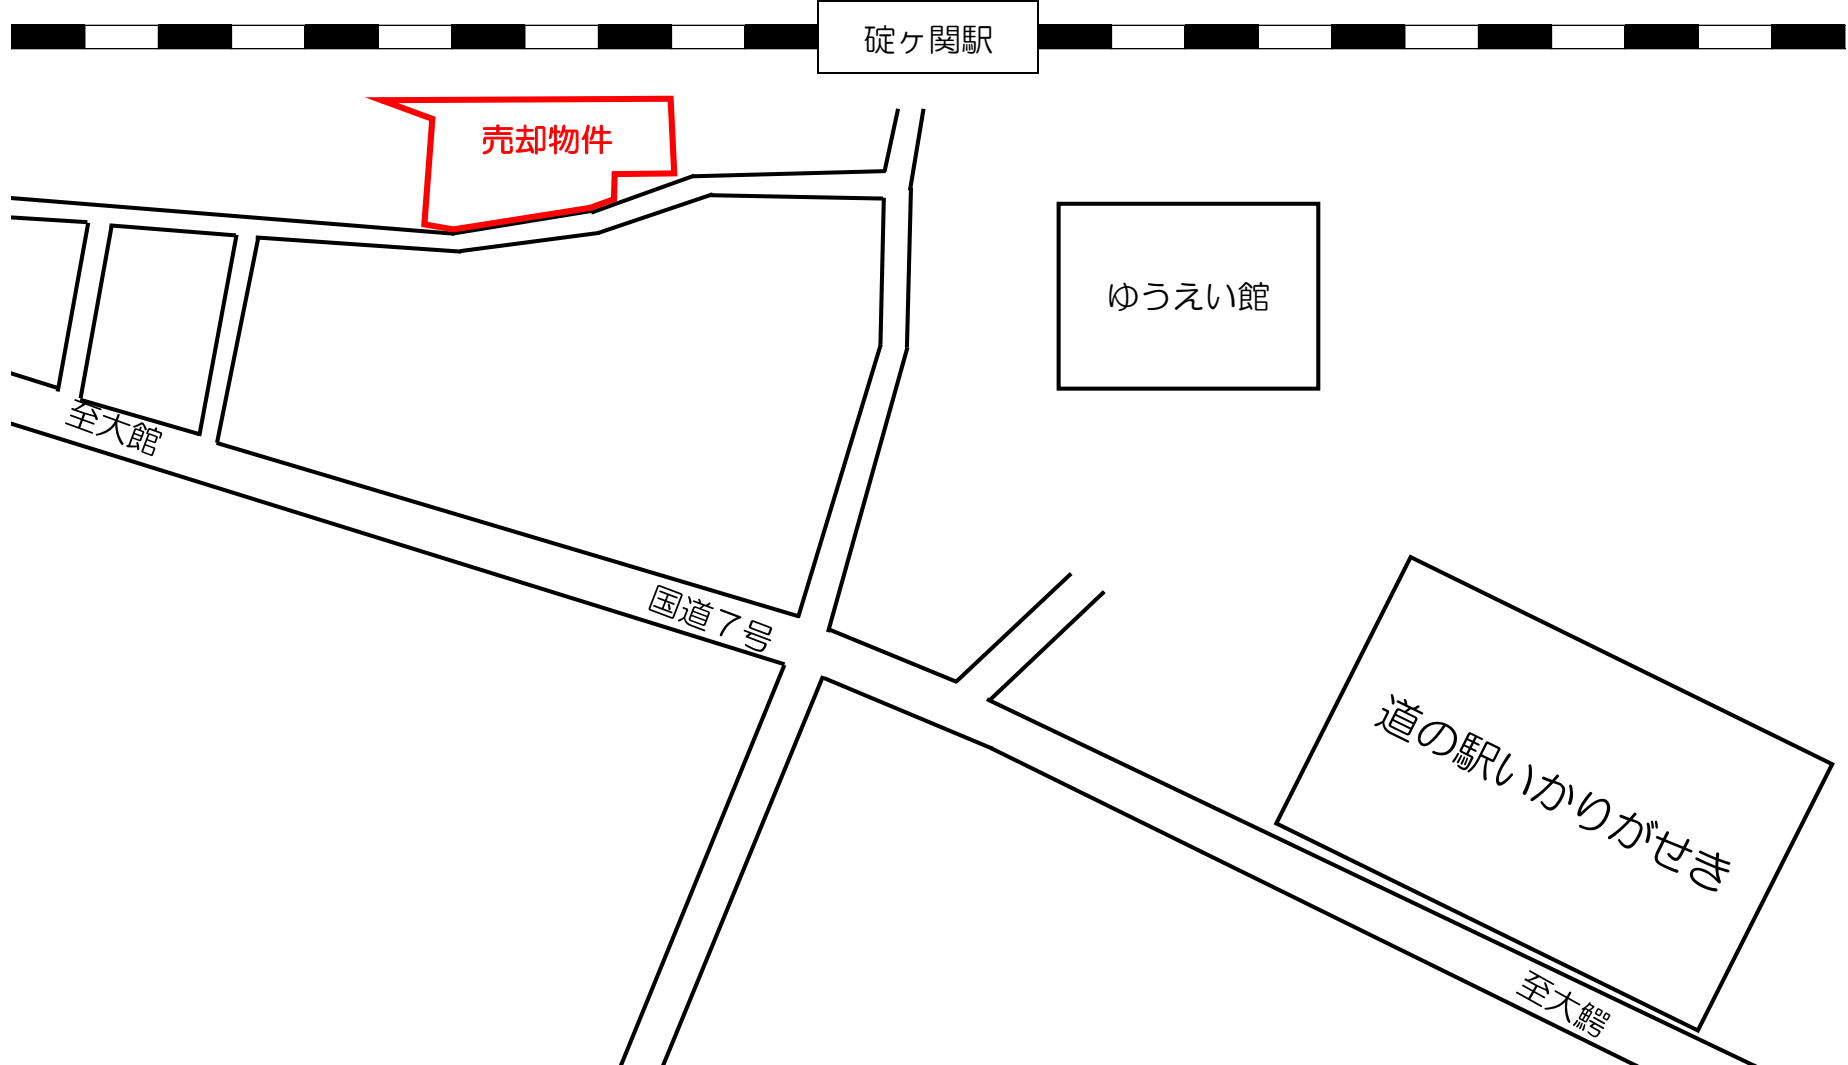 碇ヶ関駅
売却物件
ゆうえい館
至大館
国道７号
道の駅いかりがせき
至大鰐